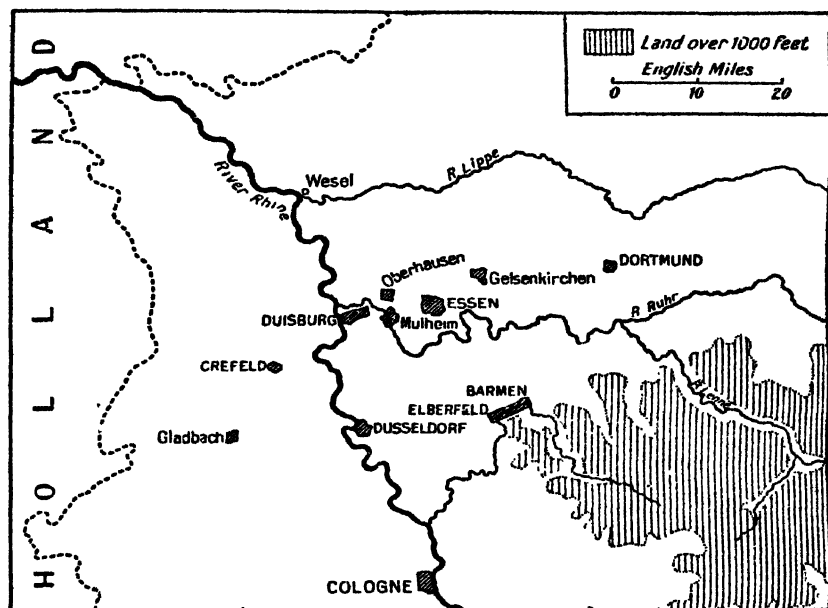 Land over 1000 feet
English Miles
0 10 20
HOLLAND
River Rhine
Wesel
R. Lippe
Oberhausen
Gelsenkirchen
DORTMUND
ESSEN
DUISBURG
Mulheim
R. Ruhr
CREFELD
BARMEN
ELBERFELD
Gladbach
DUSSELDORF
COLOGNE